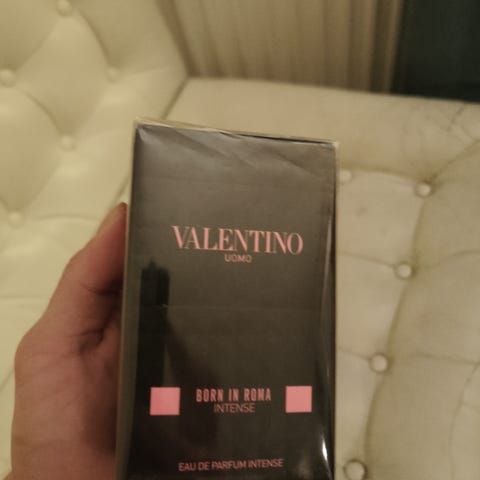 VALENTINO
UOMO
BORN IN ROMA
INTENSE
EAU DE PARFUM INTENSE